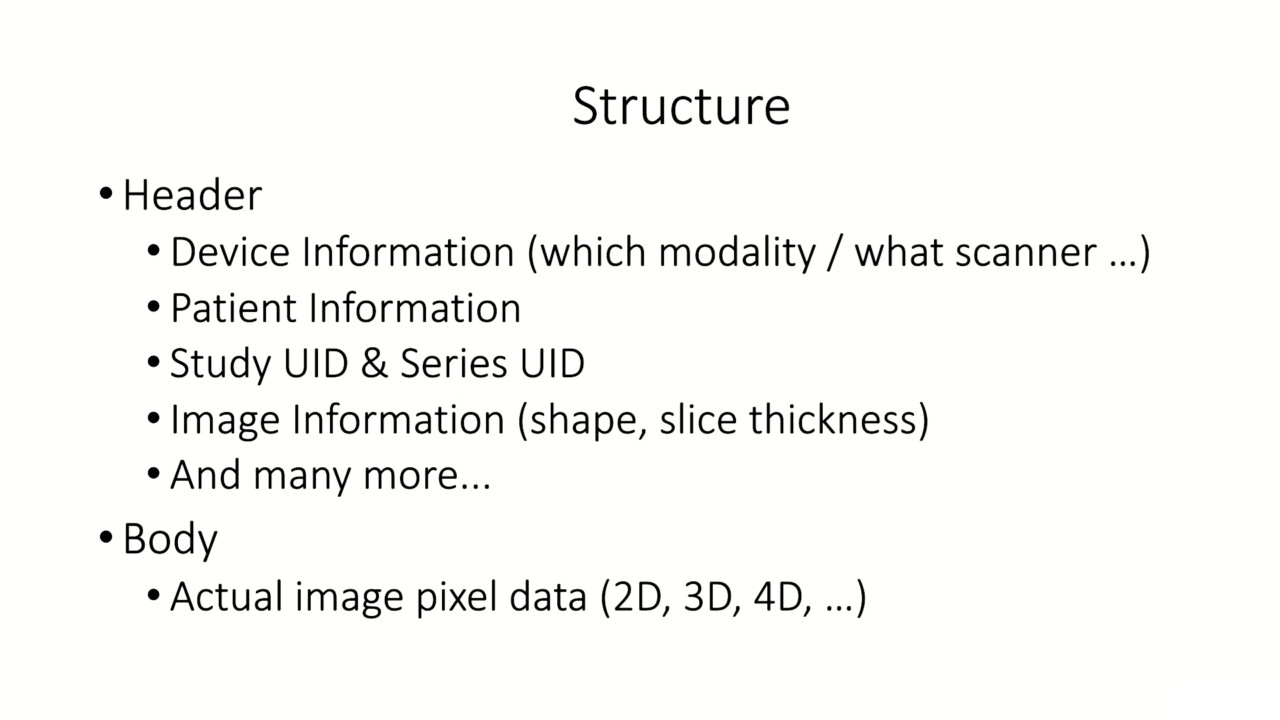 Structure
• Header
• Device Information (which modality / what scanner ...)
• Patient Information
• Study UID & Series UID
• Image Information (shape, slice thickness)
• And many more...
• Body
• Actual image pixel data (2D, 3D, 4D, ...)